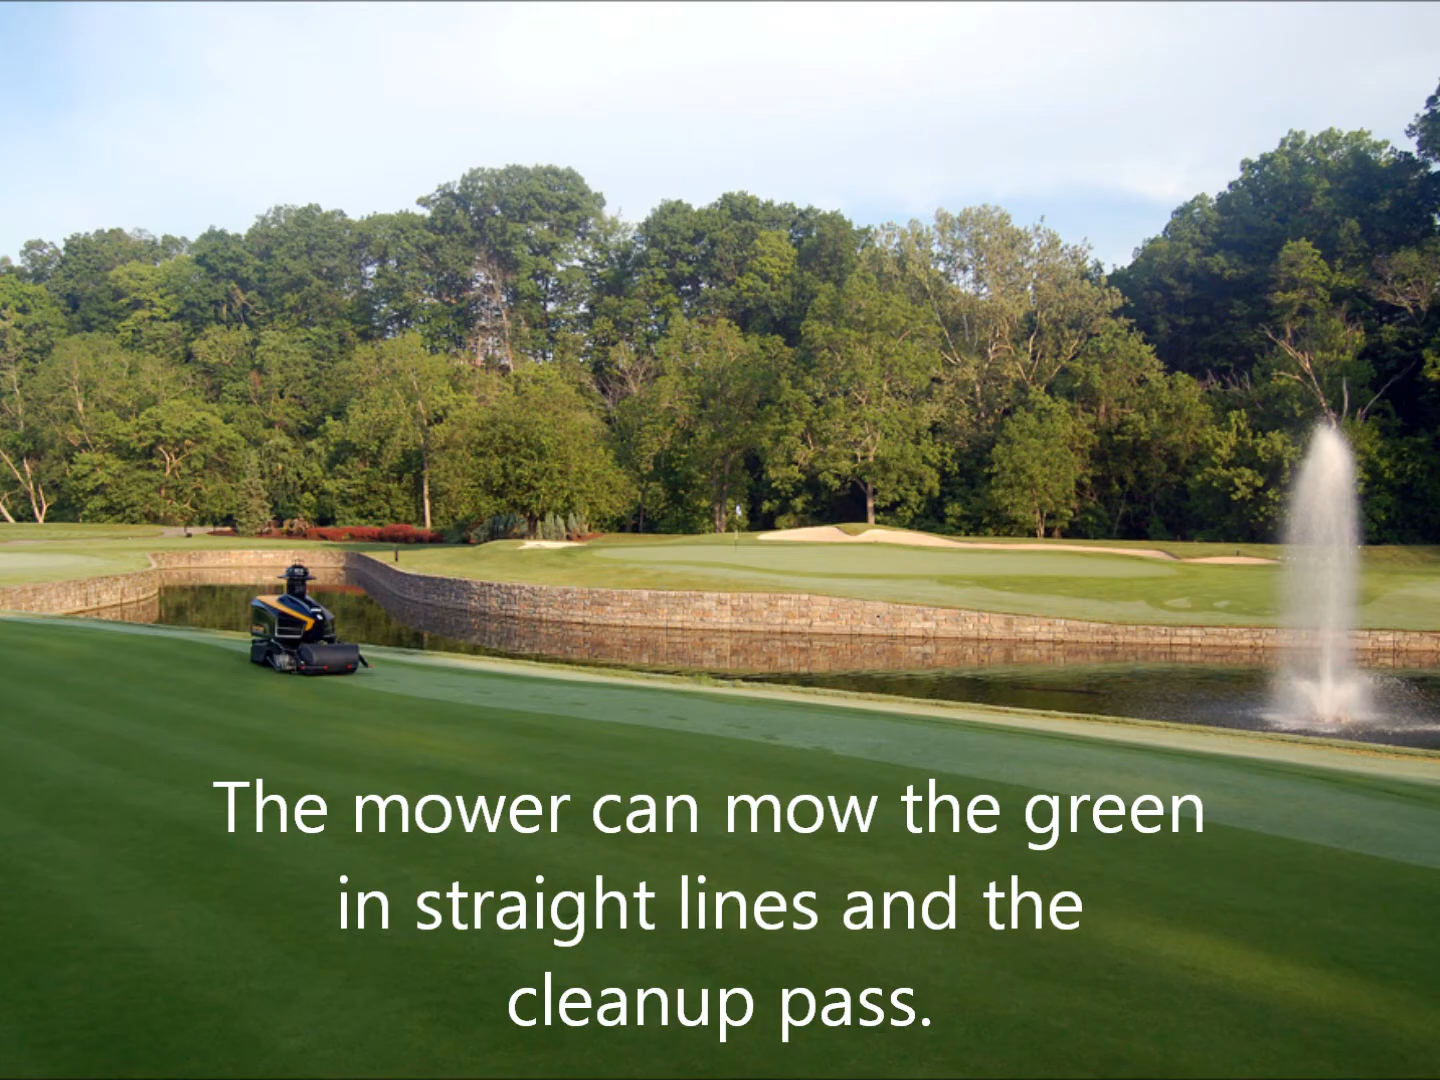 The mower can mow the green
in straight lines and the
cleanup pass.